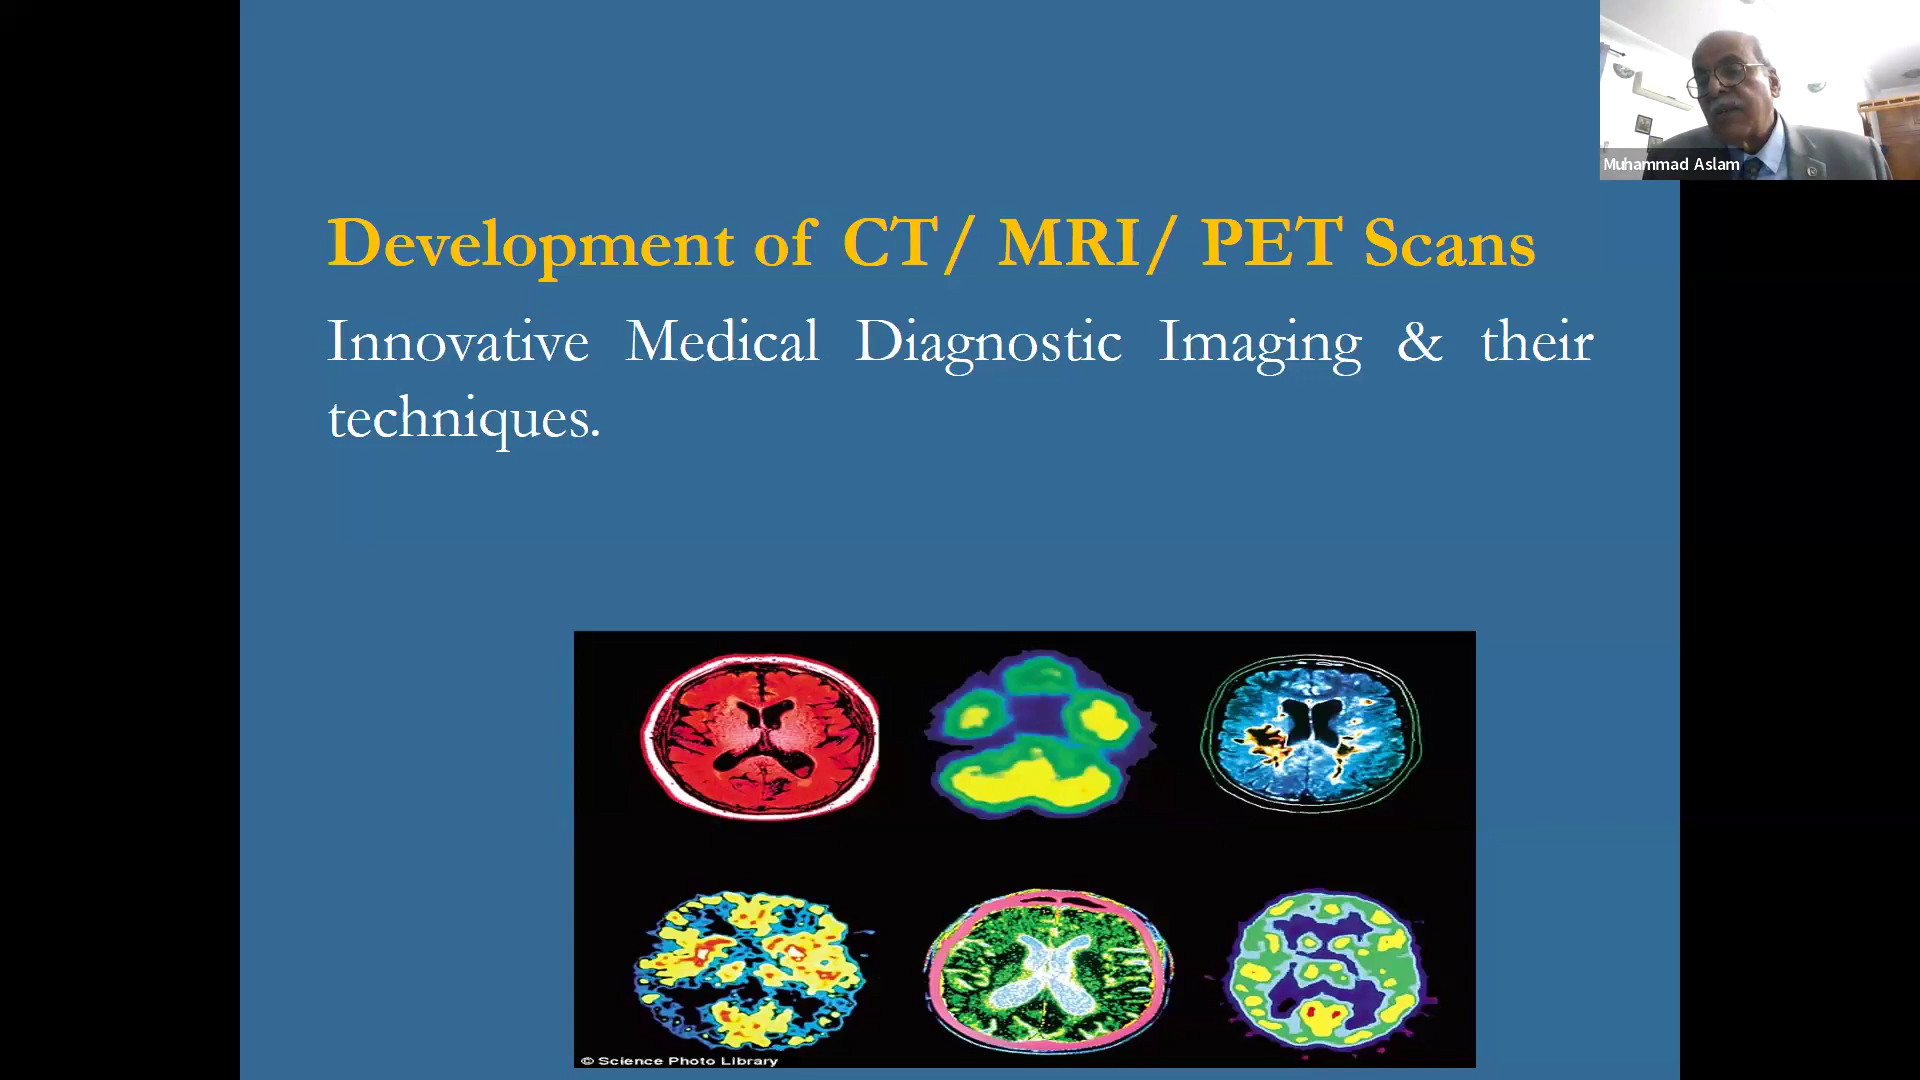 Muhammad Aslam
Development of CT/ MRI/ PET Scans
Innovative Medical Diagnostic Imaging & their
techniques.
© Science Photo Library